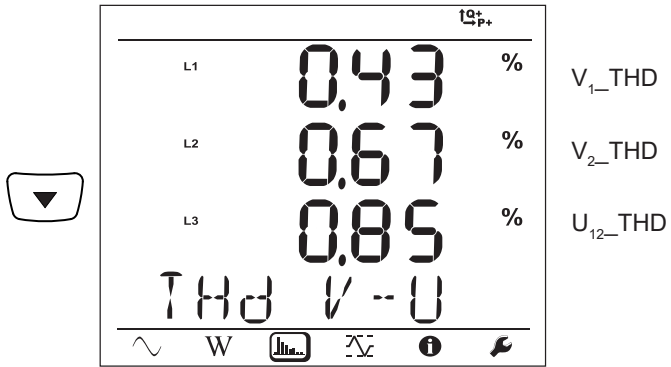 Q+
P+
L1 0.43 % V₁_THD
L2 0.67 % V₂_THD
L3 0.85 % U₁₂_THD
THd V-U
W